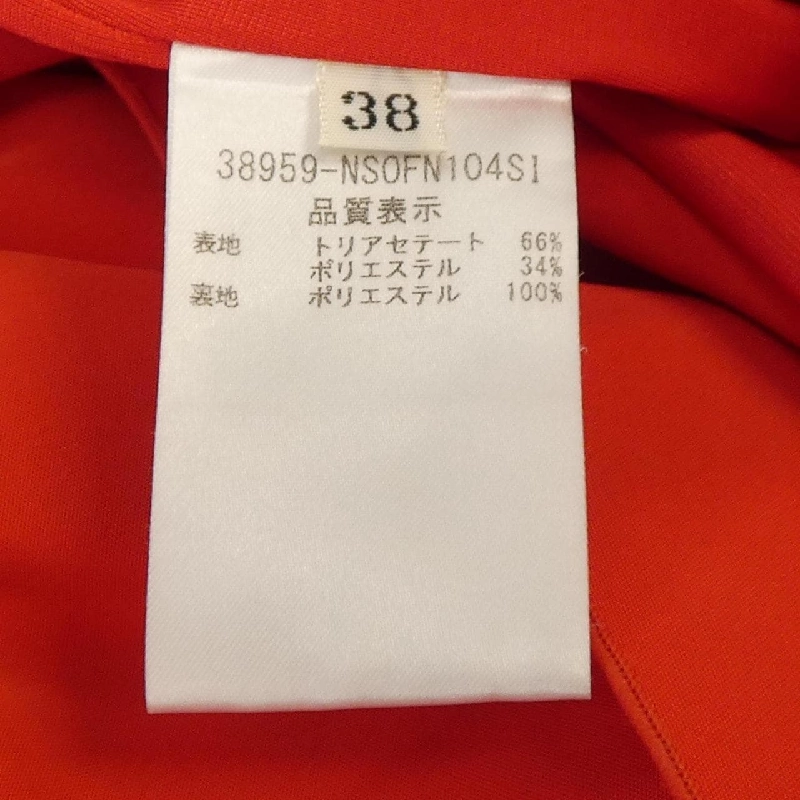 38
38959-NSOFN104SI
品質表示
表地 トリアセテート 66%
ポリエステル 34%
裏地 ポリエステル 100%